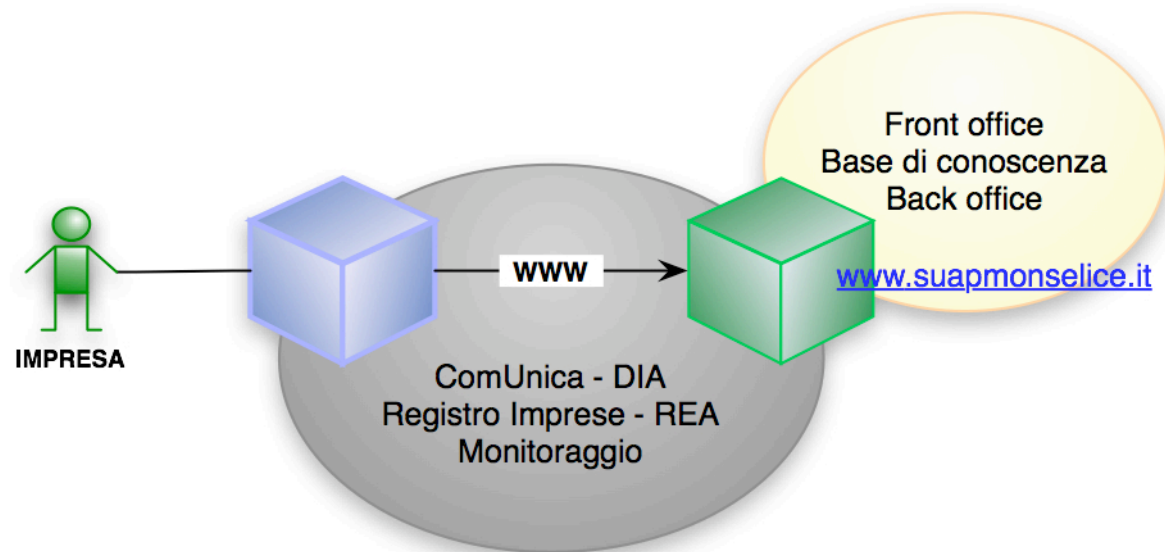 Front office
Base di conoscenza
Back office
www.suapmonselice.it
WWW
IMPRESA
ComUnica - DIA
Registro Imprese - REA
Monitoraggio